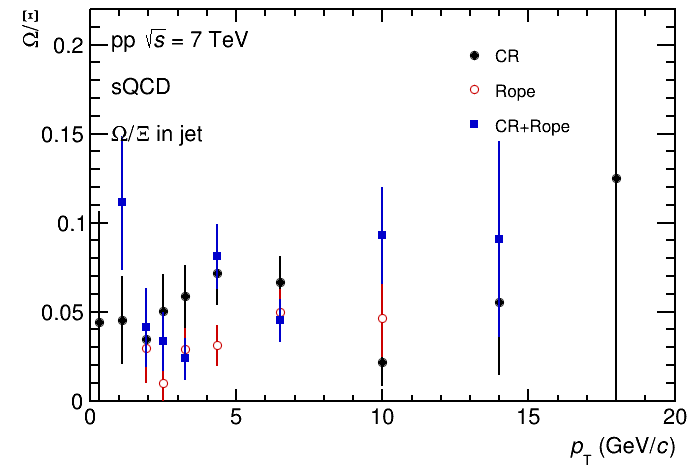 Ω/Ξ
pp √s = 7 TeV
sQCD
Ω/Ξ in jet
CR
Rope
CR+Rope
0.2
0.15
0.1
0.05
0
0 5 10 15 20
p_T (GeV/c)